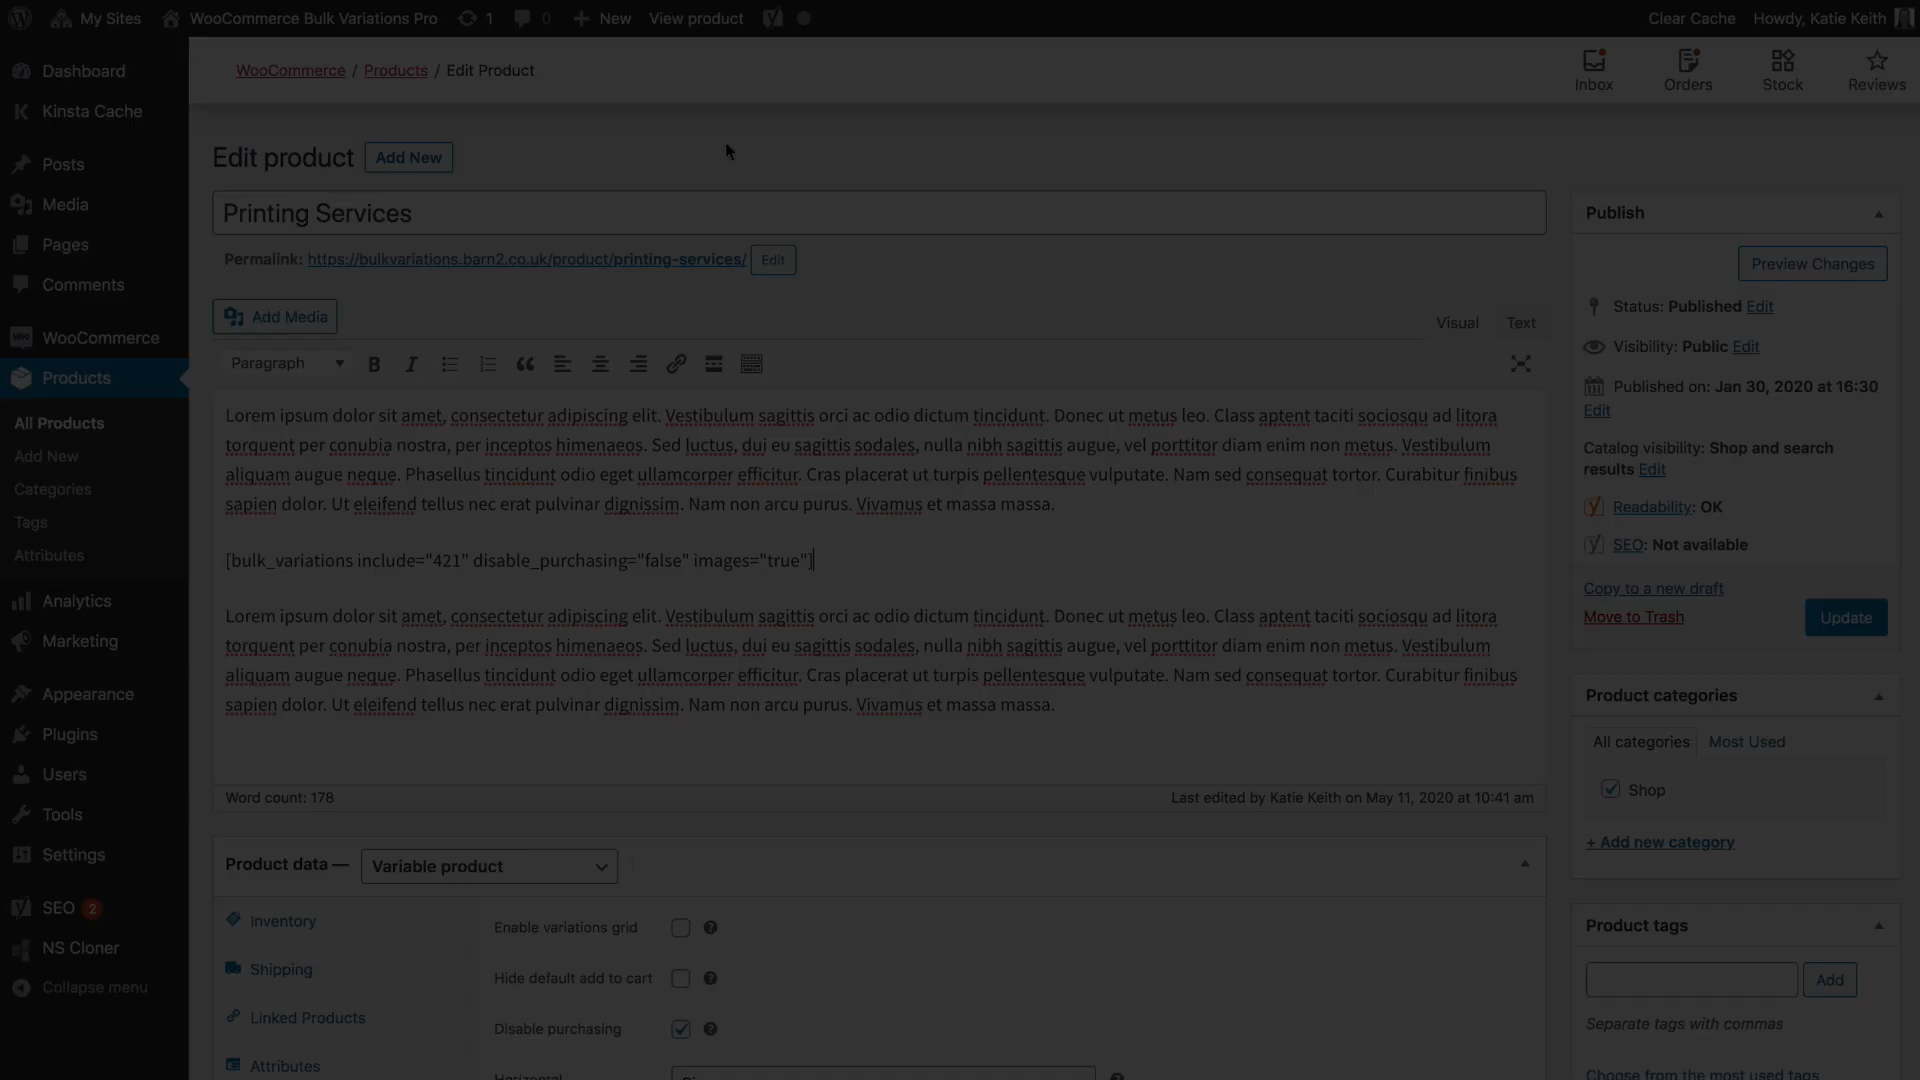 My Sites WooCommerce Bulk Variations Pro 1 0 New View product Clear Cache Howdy, Katie Keith
Dashboard
Kinsta Cache
Posts
Media
Pages
Comments
WooCommerce
Products
All Products
Add New
Categories
Tags
Attributes
Analytics
Marketing
Appearance
Plugins
Users
Tools
Settings
SEO 2
NS Cloner
Collapse menu
WooCommerce / Products / Edit Product
Inbox Orders Stock Reviews
Edit product Add New
Printing Services
Permalink: https://bulkvariations.barn2.co.uk/product/printing-services/ Edit
Add Media
Visual Text
Paragraph B I
Lorem ipsum dolor sit amet, consectetur adipiscing elit. Vestibulum sagittis orci ac odio dictum tincidunt. Donec ut metus leo. Class aptent taciti sociosqu ad litora
torquent per conubia nostra, per inceptos himenaeos. Sed luctus, dui eu sagittis sodales, nulla nibh sagittis augue, vel porttitor diam enim non metus. Vestibulum
aliquam augue neque. Phasellus tincidunt odio eget ullamcorper efficitur. Cras placerat ut turpis pellentesque vulputate. Nam sed consequat tortor. Curabitur finibus
sapien dolor. Ut eleifend tellus nec erat pulvinar dignissim. Nam non arcu purus. Vivamus et massa massa.
[bulk_variations include="421" disable_purchasing="false" images="true"]
Lorem ipsum dolor sit amet, consectetur adipiscing elit. Vestibulum sagittis orci ac odio dictum tincidunt. Donec ut metus leo. Class aptent taciti sociosqu ad litora
torquent per conubia nostra, per inceptos himenaeos. Sed luctus, dui eu sagittis sodales, nulla nibh sagittis augue, vel porttitor diam enim non metus. Vestibulum
aliquam augue neque. Phasellus tincidunt odio eget ullamcorper efficitur. Cras placerat ut turpis pellentesque vulputate. Nam sed consequat tortor. Curabitur finibus
sapien dolor. Ut eleifend tellus nec erat pulvinar dignissim. Nam non arcu purus. Vivamus et massa massa.
Word count: 178 Last edited by Katie Keith on May 11, 2020 at 10:41 am
Product data — Variable product
Inventory
Shipping
Linked Products
Attributes
Enable variations grid
Hide default add to cart
Disable purchasing
Horizontal
Publish
Preview Changes
Status: Published Edit
Visibility: Public Edit
Published on: Jan 30, 2020 at 16:30
Edit
Catalog visibility: Shop and search
results Edit
Readability: OK
SEO: Not available
Copy to a new draft
Move to Trash
Update
Product categories
All categories Most Used
Shop
+ Add new category
Product tags
Add
Separate tags with commas
Choose from the most used tags